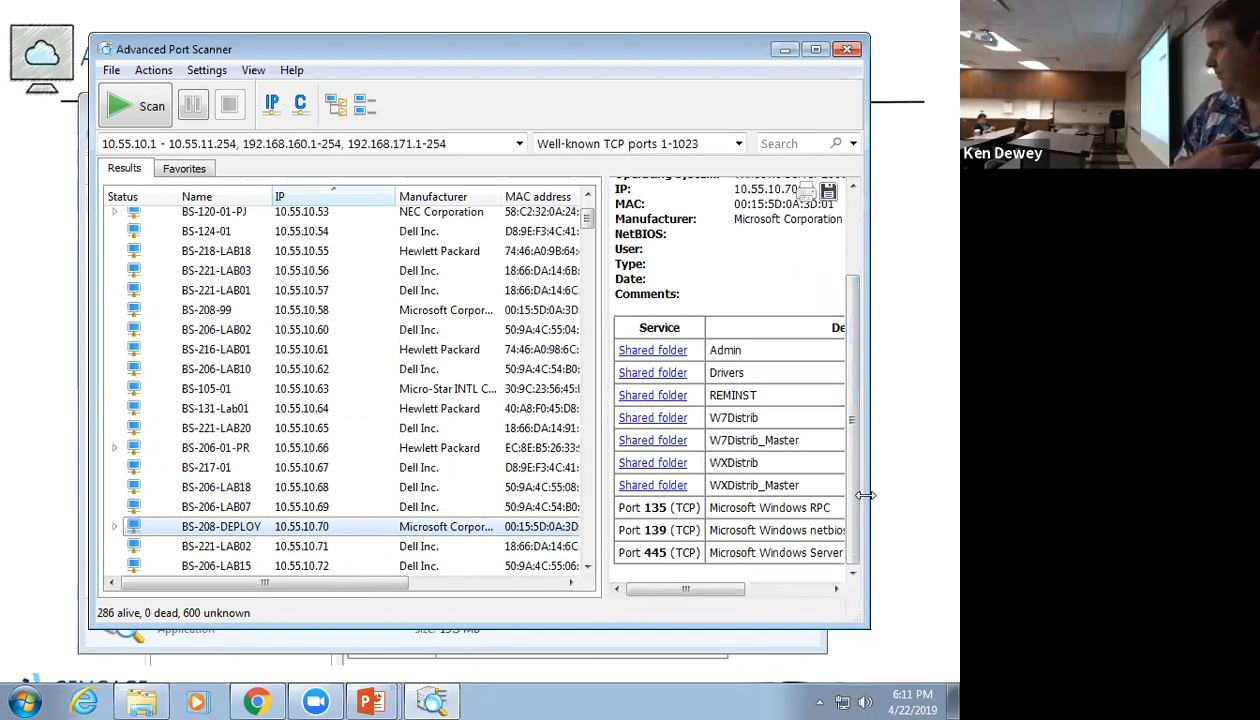 Advanced Port Scanner
File Actions Settings View Help
Scan IP C
10.55.10.1 - 10.55.11.254, 192.168.160.1-254, 192.168.171.1-254 Well-known TCP ports 1-1023 Search
Results Favorites
Status Name IP Manufacturer MAC address
BS-120-01-PJ 10.55.10.53 NEC Corporation 58:C2:32:0A:24:
BS-124-01 10.55.10.54 Dell Inc. D8:9E:F3:4C:41:
BS-218-LAB18 10.55.10.55 Hewlett Packard 74:46:A0:9B:64:
BS-221-LAB03 10.55.10.56 Dell Inc. 18:66:DA:14:6B:
BS-221-LAB01 10.55.10.57 Dell Inc. 18:66:DA:14:6E:
BS-208-99 10.55.10.58 Microsoft Corpor... 00:15:5D:0A:3D:
BS-206-LAB02 10.55.10.60 Dell Inc. 50:9A:4C:55:04:
BS-216-LAB01 10.55.10.61 Hewlett Packard 74:46:A0:98:6C:
BS-206-LAB10 10.55.10.62 Dell Inc. 50:9A:4C:54:B0:
BS-105-01 10.55.10.63 Micro-Star INTL C... 30:9C:23:56:45:
BS-131-Lab01 10.55.10.64 Hewlett Packard 40:A8:F0:45:D8:
BS-221-LAB20 10.55.10.65 Dell Inc. 18:66:DA:14:91:
BS-206-01-PR 10.55.10.66 Hewlett Packard EC:8E:B5:26:33:
BS-217-01 10.55.10.67 Dell Inc. D8:9E:F3:4C:41:
BS-206-LAB18 10.55.10.68 Dell Inc. 50:9A:4C:55:05:
BS-206-LAB07 10.55.10.69 Dell Inc. 50:9A:4C:54:B0:
BS-208-DEPLOY 10.55.10.70 Microsoft Corpor... 00:15:5D:0A:3D:
BS-221-LAB02 10.55.10.71 Dell Inc. 18:66:DA:14:6C:
BS-206-LAB15 10.55.10.72 Dell Inc. 50:9A:4C:55:06:
IP: 10.55.10.70
MAC: 00:15:5D:0A:3D:01
Manufacturer: Microsoft Corporation
NetBIOS:
User:
Type:
Date:
Comments:
Service De
Shared folder Admin
Shared folder Drivers
Shared folder REMINST
Shared folder W7Distrib
Shared folder W7Distrib_Master
Shared folder WXDistrib
Shared folder WXDistrib_Master
Port 135 (TCP) Microsoft Windows RPC
Port 139 (TCP) Microsoft Windows netbios
Port 445 (TCP) Microsoft Windows Server
286 alive, 0 dead, 600 unknown
Application
6:11 PM
4/22/2019
Ken Dewey